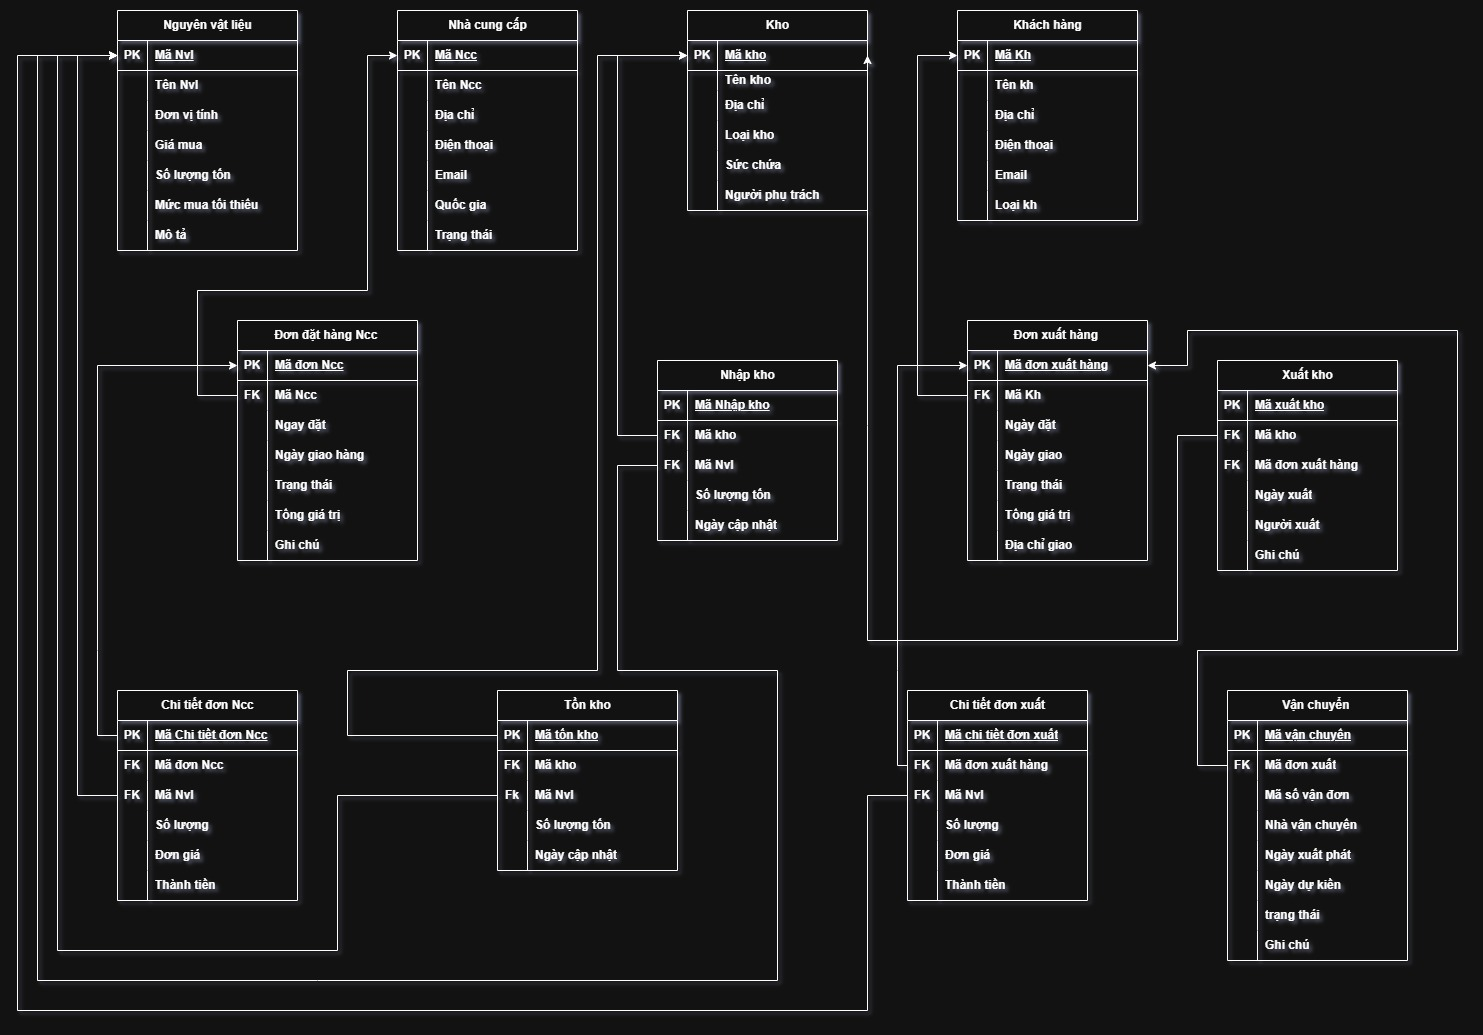 Nguyên vật liệu
PK Mã Nvl
Tên Nvl
Đơn vị tính
Giá mua
Số lượng tồn
Mức mua tối thiểu
Mô tả
Nhà cung cấp
PK Mã Ncc
Tên Ncc
Địa chỉ
Điện thoại
Email
Quốc gia
Trạng thái
Kho
PK Mã kho
Tên kho
Địa chỉ
Loại kho
Sức chứa
Người phụ trách
Khách hàng
PK Mã Kh
Tên kh
Địa chỉ
Điện thoại
Email
Loại kh
Đơn đặt hàng Ncc
PK Mã đơn Ncc
FK Mã Ncc
Ngay đặt
Ngày giao hàng
Trạng thái
Tổng giá trị
Ghi chú
Nhập kho
PK Mã Nhập kho
FK Mã kho
FK Mã Nvl
Số lượng tồn
Ngày cập nhật
Đơn xuất hàng
PK Mã đơn xuất hàng
FK Mã Kh
Ngày đặt
Ngày giao
Trạng thái
Tổng giá trị
Địa chỉ giao
Xuất kho
PK Mã xuất kho
FK Mã kho
FK Mã đơn xuất hàng
Ngày xuất
Người xuất
Ghi chú
Chi tiết đơn Ncc
PK Mã Chi tiết đơn Ncc
FK Mã đơn Ncc
FK Mã Nvl
Số lượng
Đơn giá
Thành tiền
Tồn kho
PK Mã tồn kho
FK Mã kho
Fk Mã Nvl
Số lượng tồn
Ngày cập nhật
Chi tiết đơn xuất
PK Mã chi tiết đơn xuất
FK Mã đơn xuất hàng
FK Mã Nvl
Số lượng
Đơn giá
Thành tiền
Vận chuyển
PK Mã vận chuyển
FK Mã đơn xuất
Mã số vận đơn
Nhà vận chuyển
Ngày xuất phát
Ngày dự kiến
trạng thái
Ghi chú